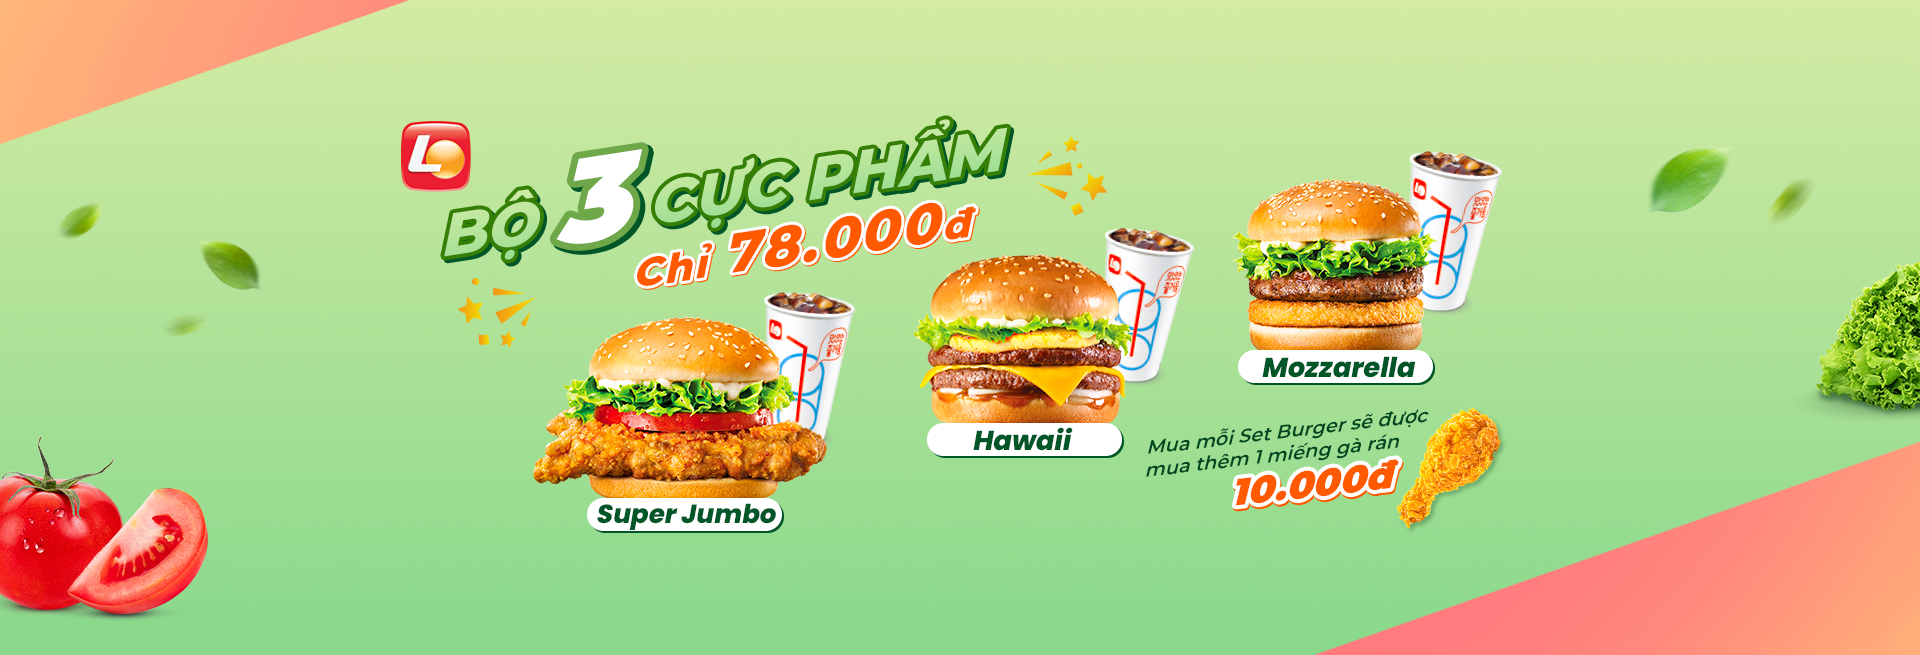 BỘ 3 CỰC PHẨM
Chỉ 78.000đ
Super Jumbo
Hawaii
Mozzarella
Mua mỗi Set Burger sẽ được
mua thêm 1 miếng gà rán
10.000đ